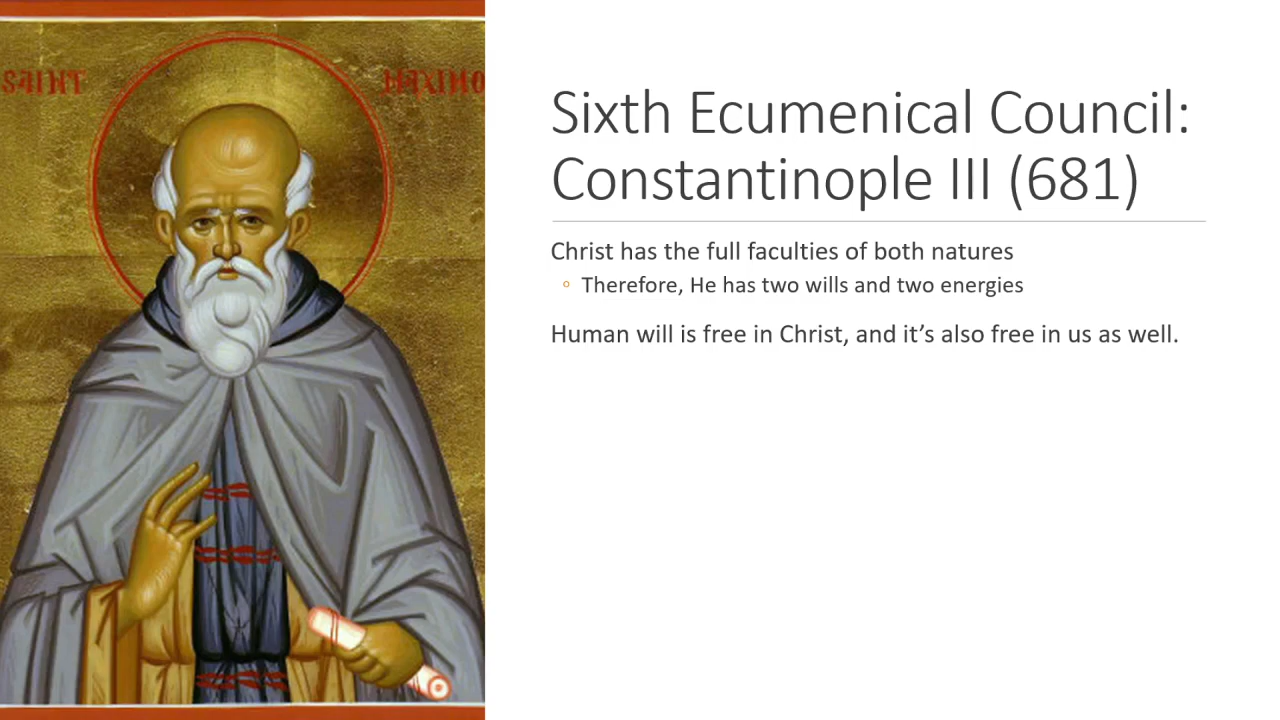 SAINT
MAXIMO
Sixth Ecumenical Council:
Constantinople III (681)
Christ has the full faculties of both natures
◦ Therefore, He has two wills and two energies
Human will is free in Christ, and it’s also free in us as well.